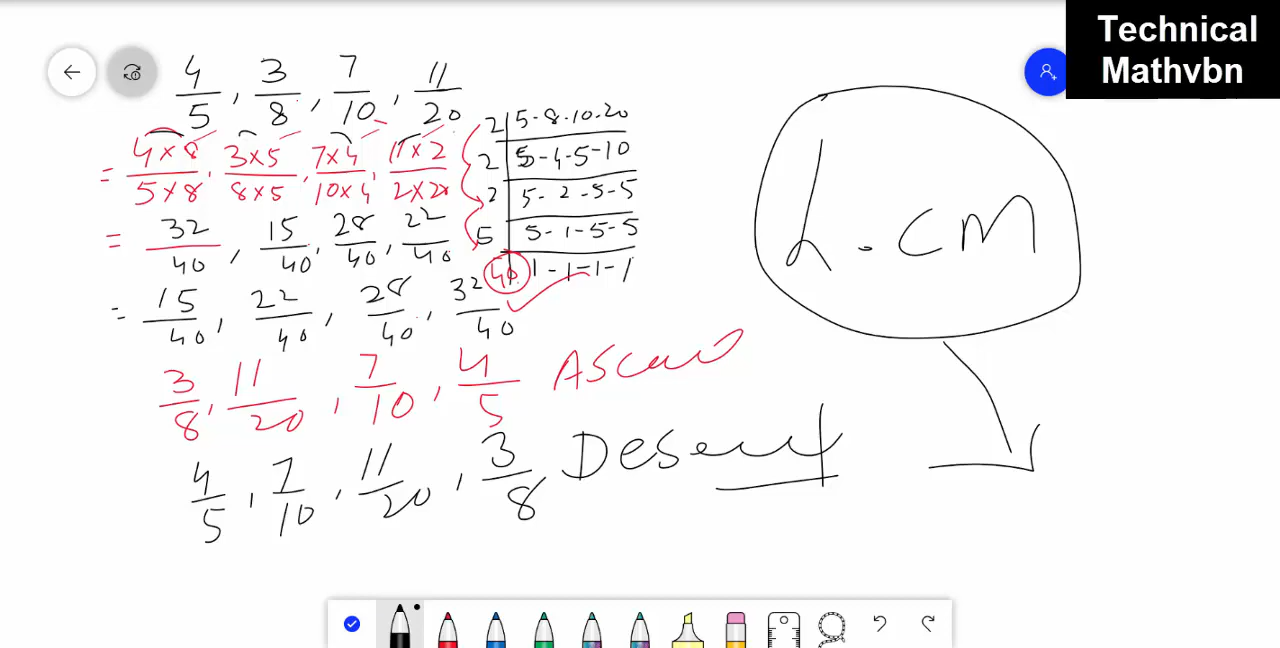 Technical
Mathvbn
4/5, 3/8, 7/10, 11/20
= 4×8/5×8, 3×5/8×5, 7×4/10×4, 11×2/2×20
= 32/40, 15/40, 28/40, 22/40
= 15/40, 22/40, 28/40, 32/40
3/8, 11/20, 7/10, 4/5
4/5, 7/10, 11/20, 3/8
2 | 5-8-10-20
2 | 5-4-5-10
2 | 5-2-5-5
5 | 5-1-5-5
40 | 1-1-1-1
L.CM